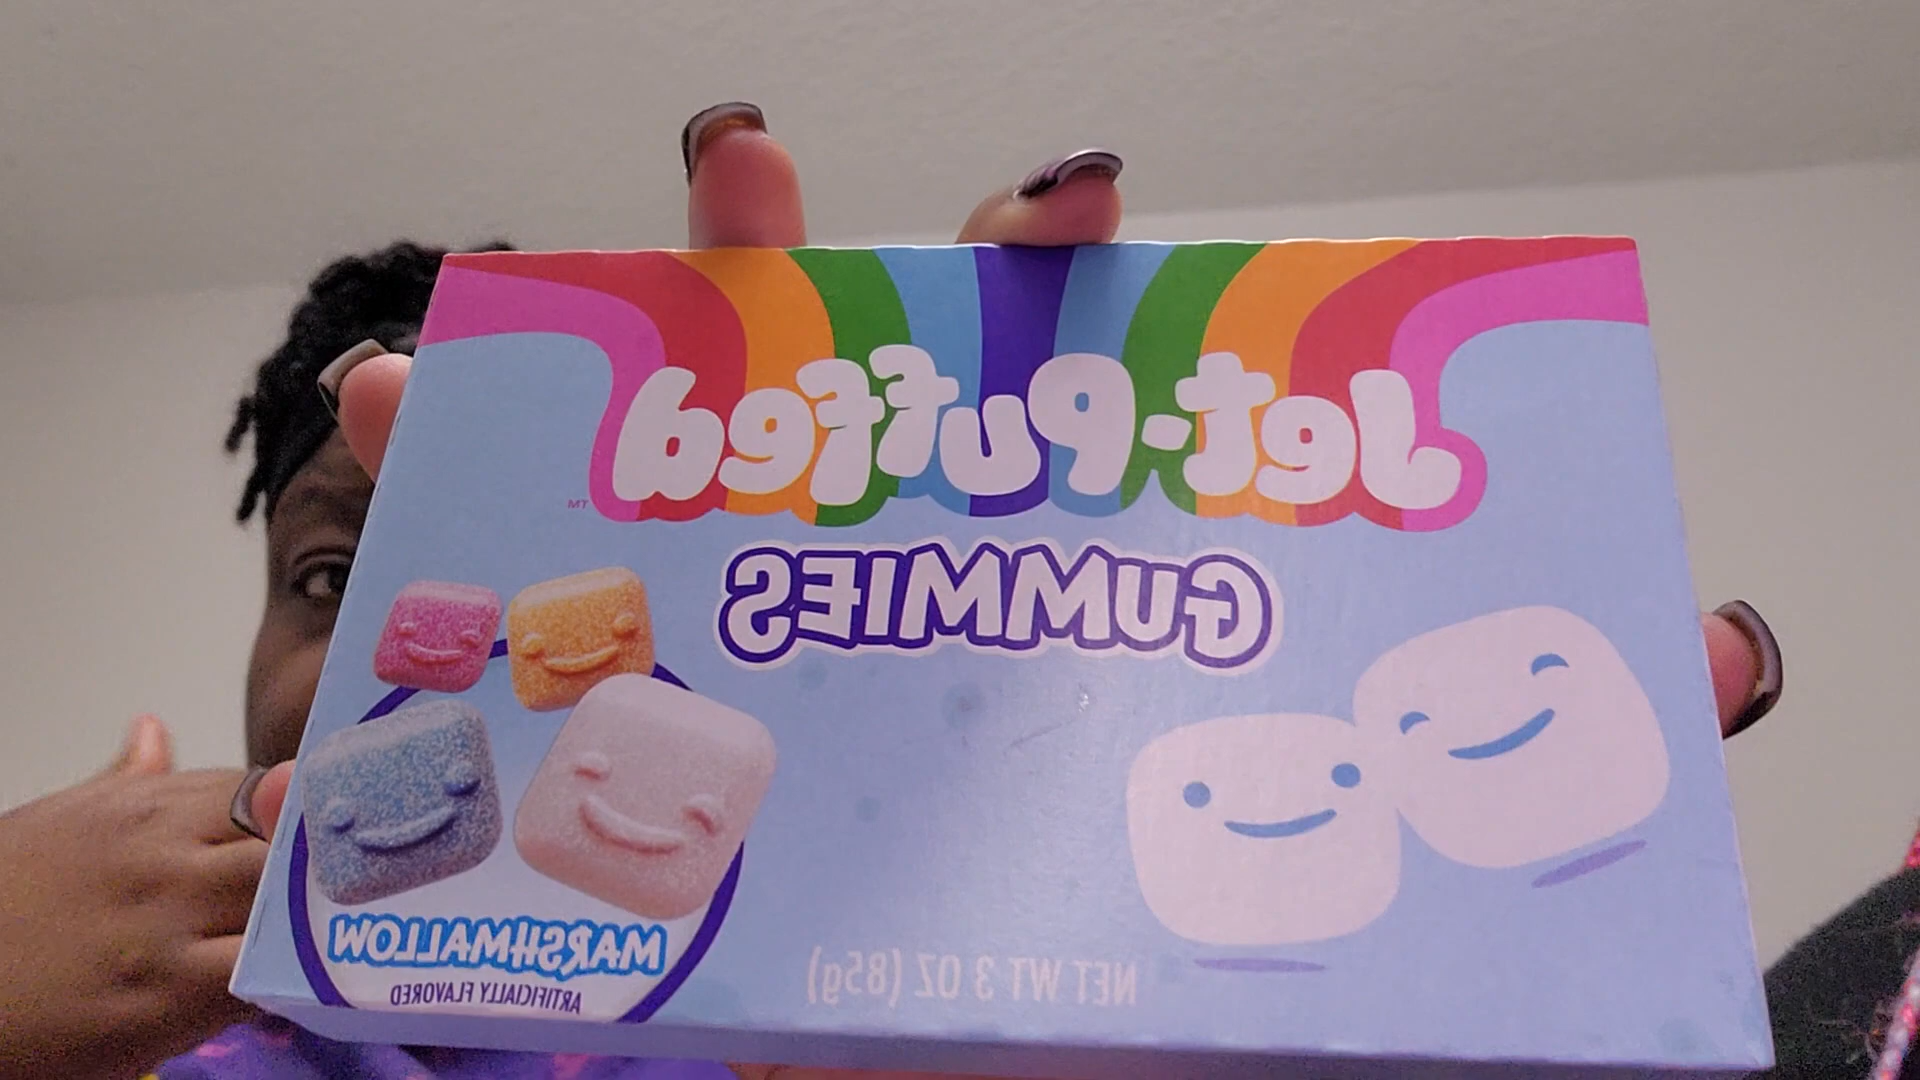 Jet-Puffed
TM
GUMMIES
MARSHMALLOW
ARTIFICIALLY FLAVORED
NET WT 3 OZ (85g)